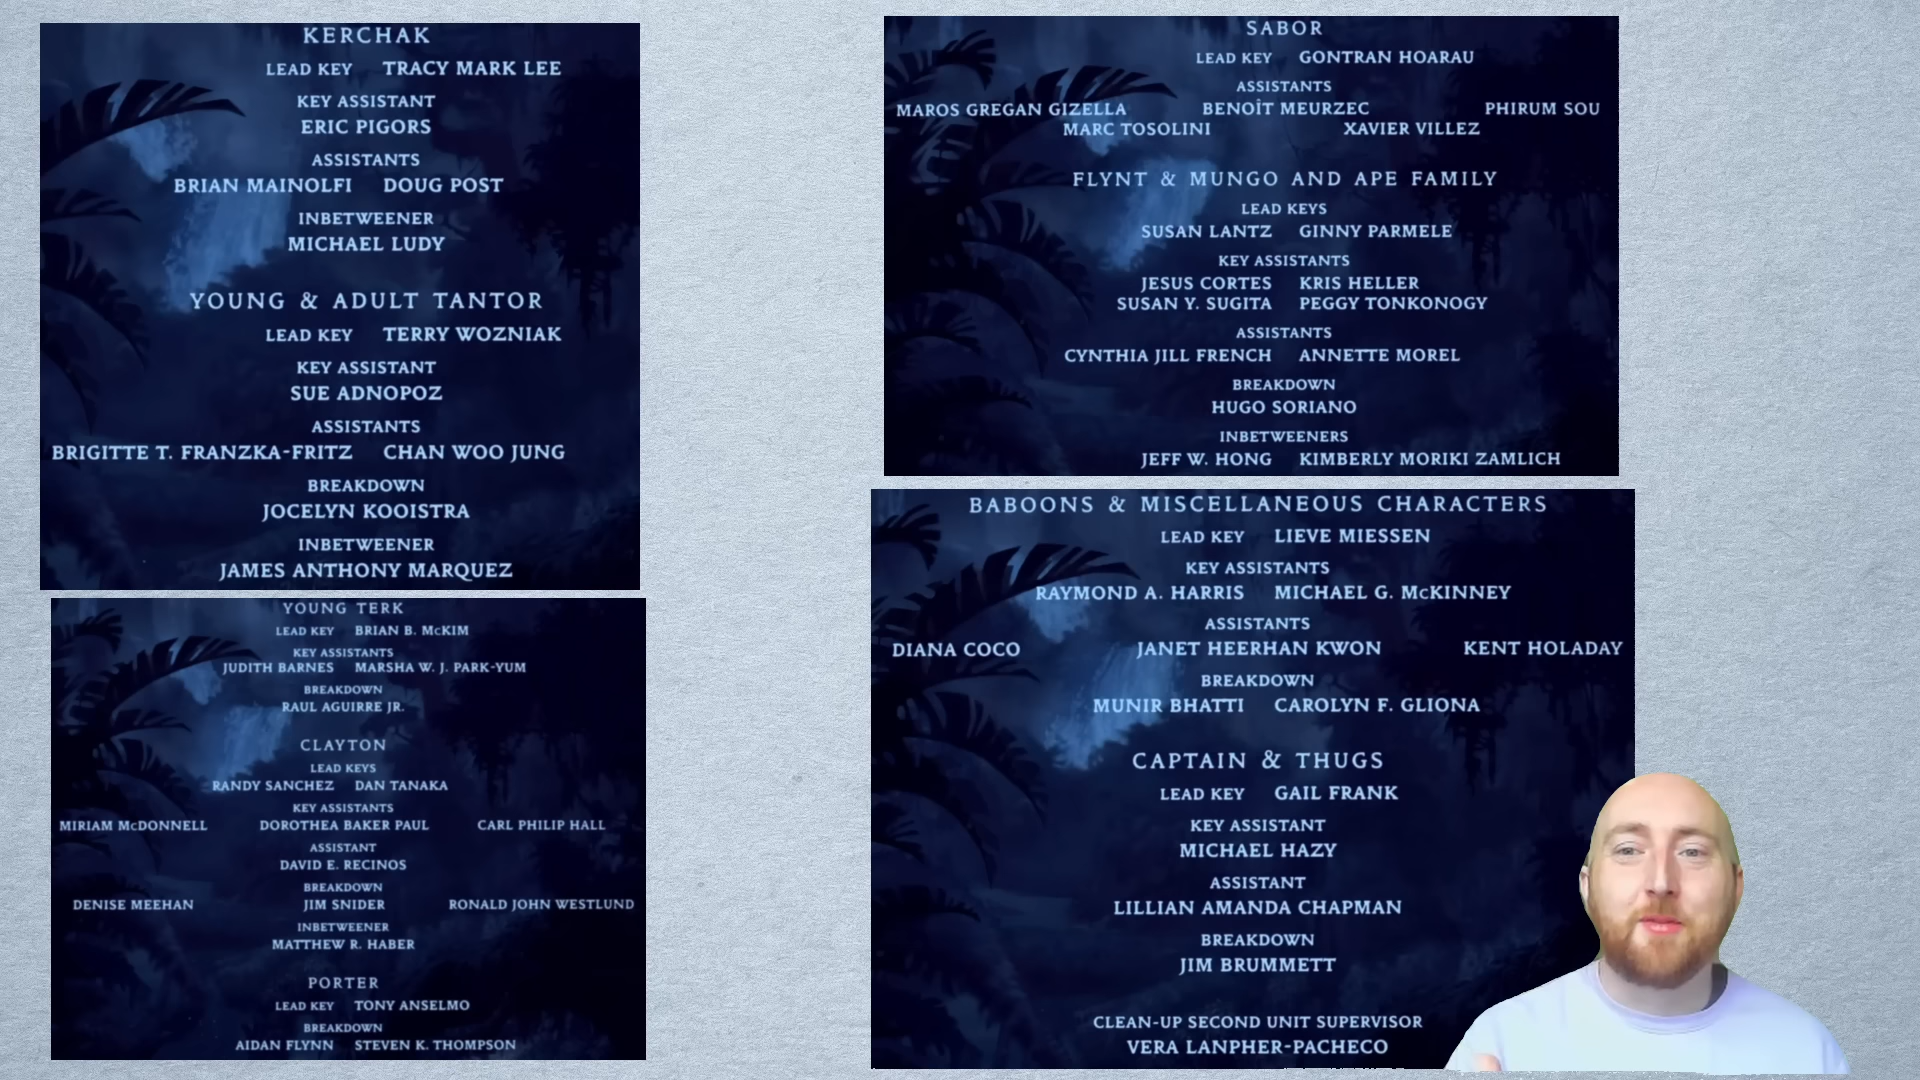 KERCHAK
LEAD KEY TRACY MARK LEE
KEY ASSISTANT
ERIC PIGORS
ASSISTANTS
BRIAN MAINOLFI DOUG POST
INBETWEENER
MICHAEL LUDY
YOUNG & ADULT TANTOR
LEAD KEY TERRY WOZNIAK
KEY ASSISTANT
SUE ADNOPOZ
ASSISTANTS
BRIGITTE T. FRANZKA-FRITZ CHAN WOO JUNG
BREAKDOWN
JOCELYN KOOISTRA
INBETWEENER
JAMES ANTHONY MARQUEZ
YOUNG TERK
LEAD KEY BRIAN B. McKIM
KEY ASSISTANTS
JUDITH BARNES MARSHA W. J. PARK-YUM
BREAKDOWN
RAUL AGUIRRE JR.
CLAYTON
LEAD KEYS
RANDY SANCHEZ DAN TANAKA
KEY ASSISTANTS
MIRIAM McDONNELL DOROTHEA BAKER PAUL CARL PHILIP HALL
ASSISTANT
DAVID E. RECINOS
BREAKDOWN
DENISE MEEHAN JIM SNIDER RONALD JOHN WESTLUND
INBETWEENER
MATTHEW R. HABER
PORTER
LEAD KEY TONY ANSELMO
BREAKDOWN
AIDAN FLYNN STEVEN K. THOMPSON
SABOR
LEAD KEY GONTRAN HOARAU
ASSISTANTS
MAROS GREGAN GIZELLA BENOÎT MEURZEC PHIRUM SOU
MARC TOSOLINI XAVIER VILLEZ
FLYNT & MUNGO AND APE FAMILY
LEAD KEYS
SUSAN LANTZ GINNY PARMELE
KEY ASSISTANTS
JESUS CORTES KRIS HELLER
SUSAN Y. SUGITA PEGGY TONKONOGY
ASSISTANTS
CYNTHIA JILL FRENCH ANNETTE MOREL
BREAKDOWN
HUGO SORIANO
INBETWEENERS
JEFF W. HONG KIMBERLY MORIKI ZAMLICH
BABOONS & MISCELLANEOUS CHARACTERS
LEAD KEY LIEVE MIESSEN
KEY ASSISTANTS
RAYMOND A. HARRIS MICHAEL G. McKINNEY
ASSISTANTS
DIANA COCO JANET HEERHAN KWON KENT HOLADAY
BREAKDOWN
MUNIR BHATTI CAROLYN F. GLIONA
CAPTAIN & THUGS
LEAD KEY GAIL FRANK
KEY ASSISTANT
MICHAEL HAZY
ASSISTANT
LILLIAN AMANDA CHAPMAN
BREAKDOWN
JIM BRUMMETT
CLEAN-UP SECOND UNIT SUPERVISOR
VERA LANPHER-PACHECO